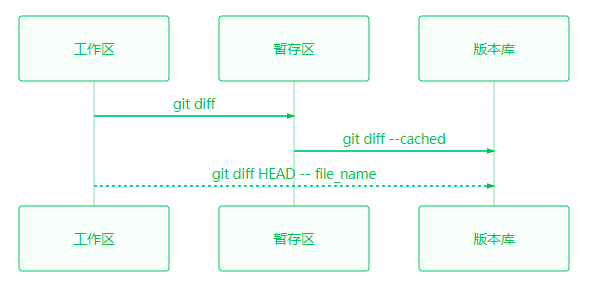 工作区 暂存区 版本库
git diff
git diff --cached
git diff HEAD -- file_name
工作区 暂存区 版本库